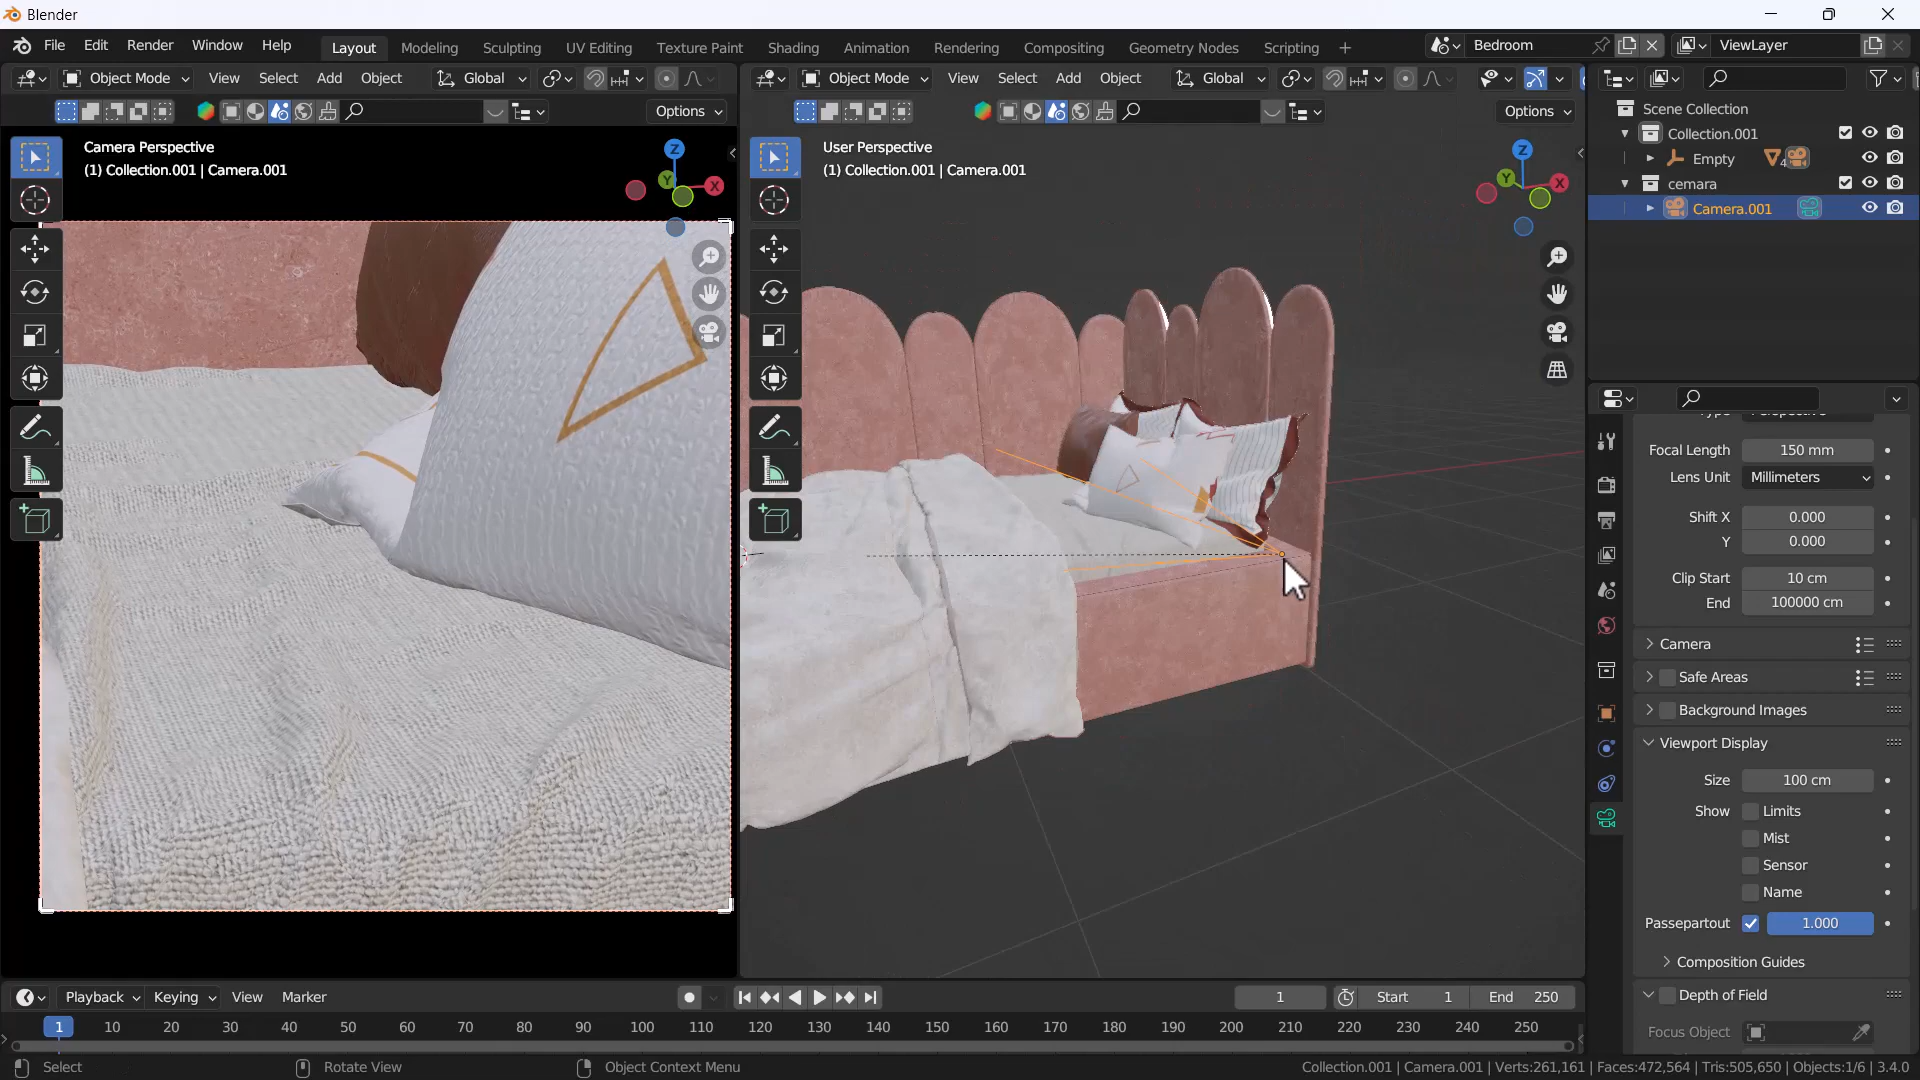 Blender
File Edit Render Window Help Layout Modeling Sculpting UV Editing Texture Paint Shading Animation Rendering Compositing Geometry Nodes Scripting Bedroom ViewLayer
Object Mode View Select Add Object Global Object Mode View Select Add Object Global
Options Options
Camera Perspective
(1) Collection.001 | Camera.001
User Perspective
(1) Collection.001 | Camera.001
Z
Y
X
Z
Y
X
Scene Collection
Collection.001
Empty 4
cemara
Camera.001
Focal Length 150 mm
Lens Unit Millimeters
Shift X 0.000
Y 0.000
Clip Start 10 cm
End 100000 cm
Camera
Safe Areas
Background Images
Viewport Display
Size 100 cm
Show Limits
Mist
Sensor
Name
Passepartout 1.000
Composition Guides
Depth of Field
Focus Object
Playback Keying View Marker 1 Start 1 End 250
1 10 20 30 40 50 60 70 80 90 100 110 120 130 140 150 160 170 180 190 200 210 220 230 240 250
Select Rotate View Object Context Menu Collection.001 | Camera.001 | Verts:261,161 | Faces:472,564 | Tris:505,650 | Objects:1/6 | 3.4.0